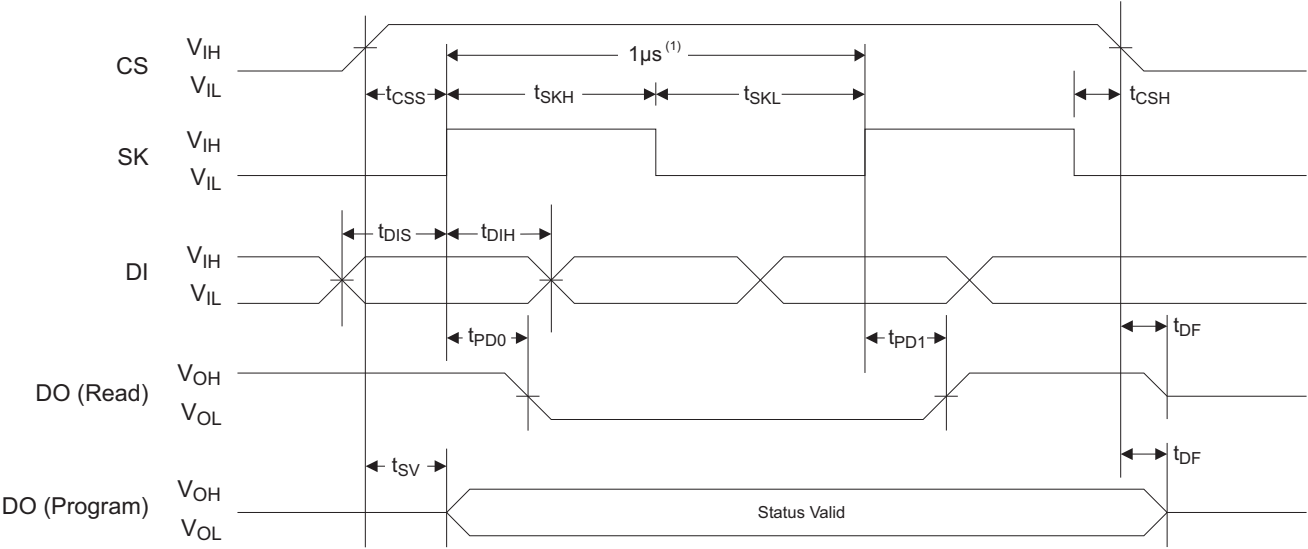 CS
V_IH
V_IL
1µs (1)
t_CSS
t_SKH
t_SKL
t_CSH
SK
V_IH
V_IL
t_DIS
t_DIH
DI
V_IH
V_IL
t_PD0
t_PD1
t_DF
DO (Read)
V_OH
V_OL
t_SV
t_DF
DO (Program)
V_OH
V_OL
Status Valid